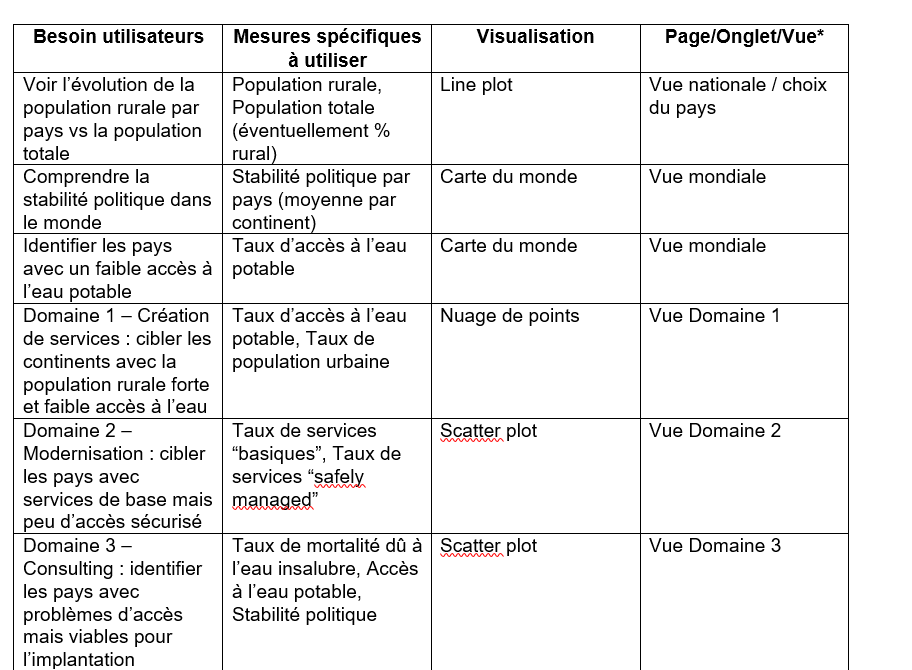 Besoin utilisateurs
Mesures spécifiques
à utiliser
Visualisation
Page/Onglet/Vue*
Voir l’évolution de la
population rurale par
pays vs la population
totale
Population rurale,
Population totale
(éventuellement %
rural)
Line plot
Vue nationale / choix
du pays
Comprendre la
stabilité politique dans
le monde
Stabilité politique par
pays (moyenne par
continent)
Carte du monde
Vue mondiale
Identifier les pays
avec un faible accès à
l’eau potable
Taux d’accès à l’eau
potable
Carte du monde
Vue mondiale
Domaine 1 – Création
de services : cibler les
continents avec la
population rurale forte
et faible accès à l’eau
Taux d’accès à l’eau
potable, Taux de
population urbaine
Nuage de points
Vue Domaine 1
Domaine 2 –
Modernisation : cibler
les pays avec
services de base mais
peu d’accès sécurisé
Taux de services
“basiques”, Taux de
services “safely
managed”
Scatter plot
Vue Domaine 2
Domaine 3 –
Consulting : identifier
les pays avec
problèmes d’accès
mais viables pour
l’implantation
Taux de mortalité dû à
l’eau insalubre, Accès
à l’eau potable,
Stabilité politique
Scatter plot
Vue Domaine 3